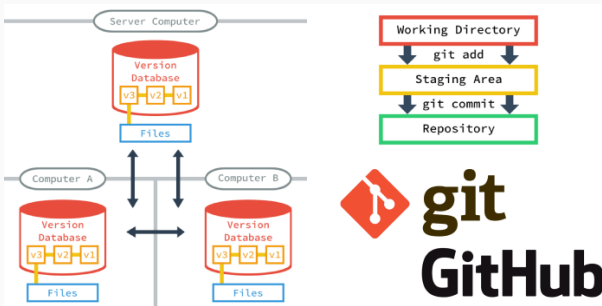 Server Computer
Version
Database
v3 v2 v1
Files
Computer A
Version
Database
v3 v2 v1
Files
Computer B
Version
Database
v3 v2 v1
Files
Working Directory
git add
Staging Area
git commit
Repository
git
GitHub